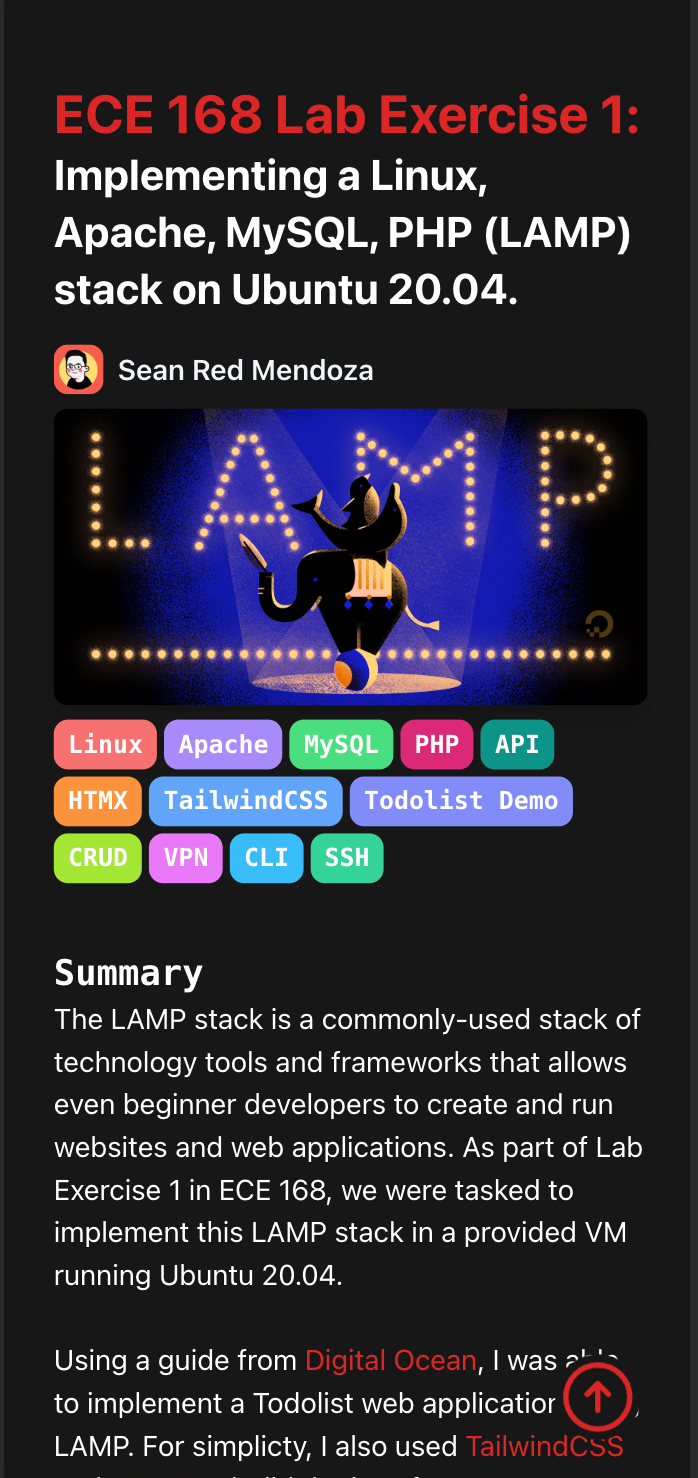 ECE 168 Lab Exercise 1:
Implementing a Linux,
Apache, MySQL, PHP (LAMP)
stack on Ubuntu 20.04.
Sean Red Mendoza
LAMP
Linux Apache MySQL PHP API
HTMX TailwindCSS Todolist Demo
CRUD VPN CLI SSH
Summary
The LAMP stack is a commonly-used stack of
technology tools and frameworks that allows
even beginner developers to create and run
websites and web applications. As part of Lab
Exercise 1 in ECE 168, we were tasked to
implement this LAMP stack in a provided VM
running Ubuntu 20.04.
Using a guide from Digital Ocean, I was able
to implement a Todolist web application
LAMP. For simplicty, I also used TailwindCSS